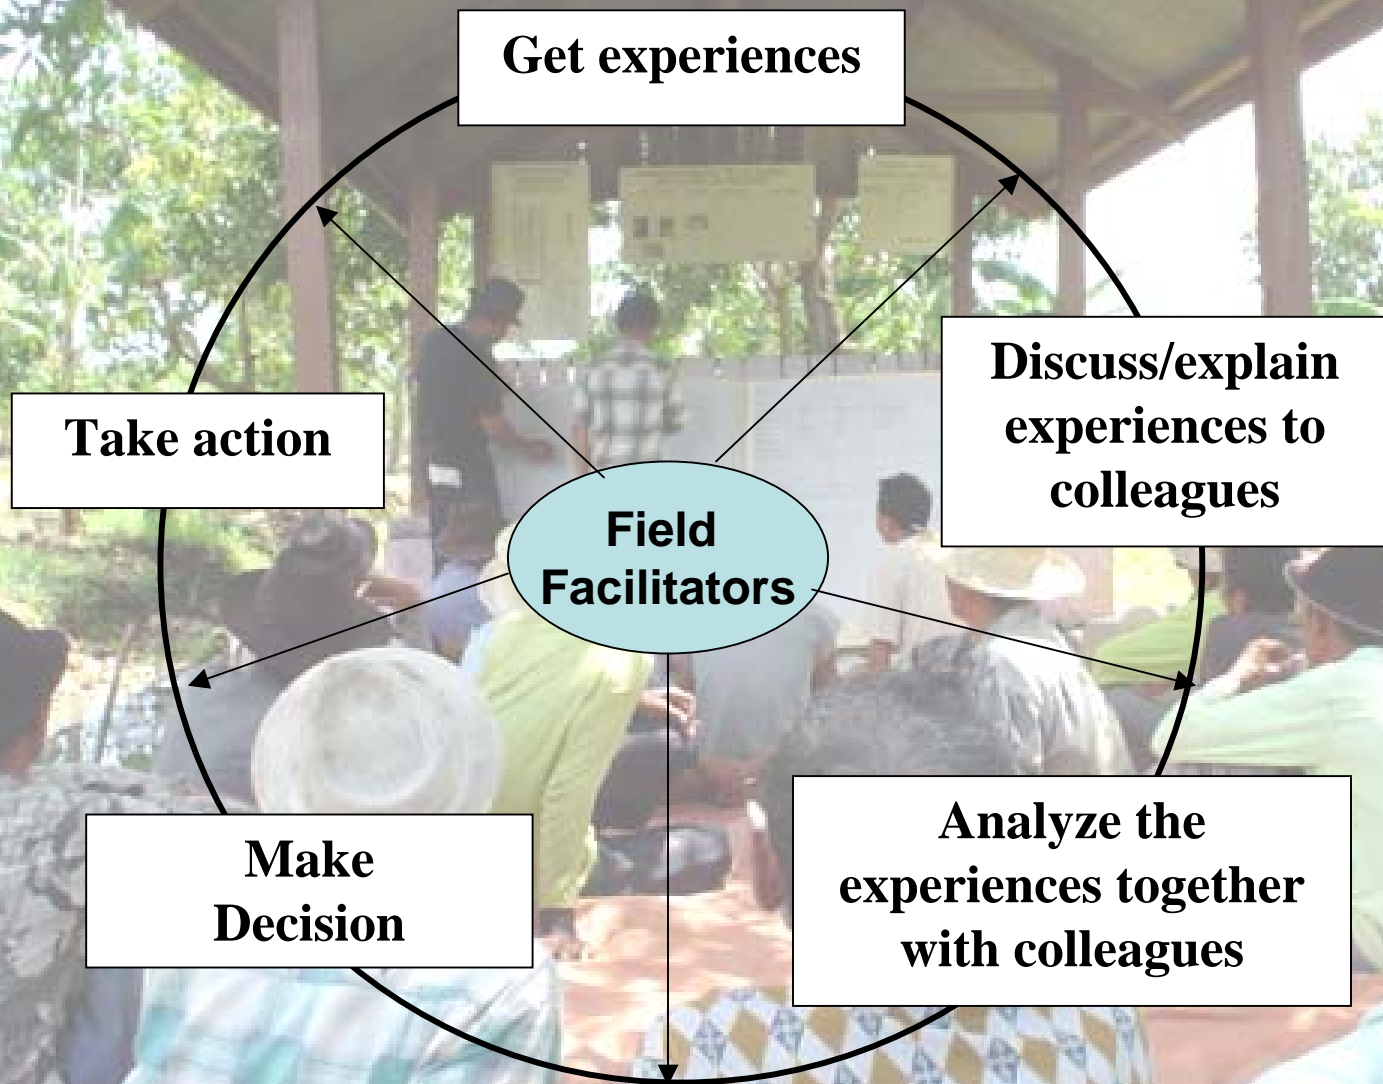 Get experiences
Discuss/explain
experiences to
colleagues
Take action
Field
Facilitators
Analyze the
experiences together
with colleagues
Make
Decision